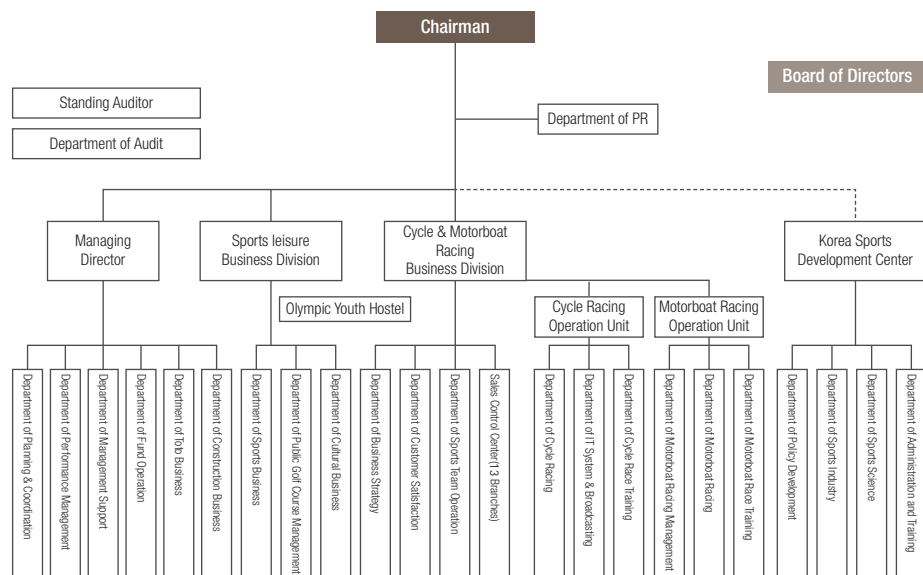 Chairman
Board of Directors
Standing Auditor
Department of PR
Department of Audit
Managing
Director
Sports leisure
Business Division
Cycle & Motorboat
Racing
Business Division
Korea Sports
Development Center
Olympic Youth Hostel
Cycle Racing
Operation Unit
Motorboat Racing
Operation Unit
Department of Planning & Coordination
Department of Performance Management
Department of Management Support
Department of Fund Operation
Department of Toto Business
Department of Construction Business
Department of Sports Business
Department of Public Golf Course Management
Department of Cultural Business
Department of Business Strategy
Department of Customer Satisfaction
Department of Sports Team Operation
Sales Control Center(13 Branches)
Department of Cycle Racing
Department of IT System & Broadcasting
Department of Cycle Race Training
Department of Motorboat Racing Management
Department of Motorboat Racing
Department of Motorboat Race Training
Department of Policy Development
Department of Sports Industry
Department of Sports Science
Department of Administration and Training